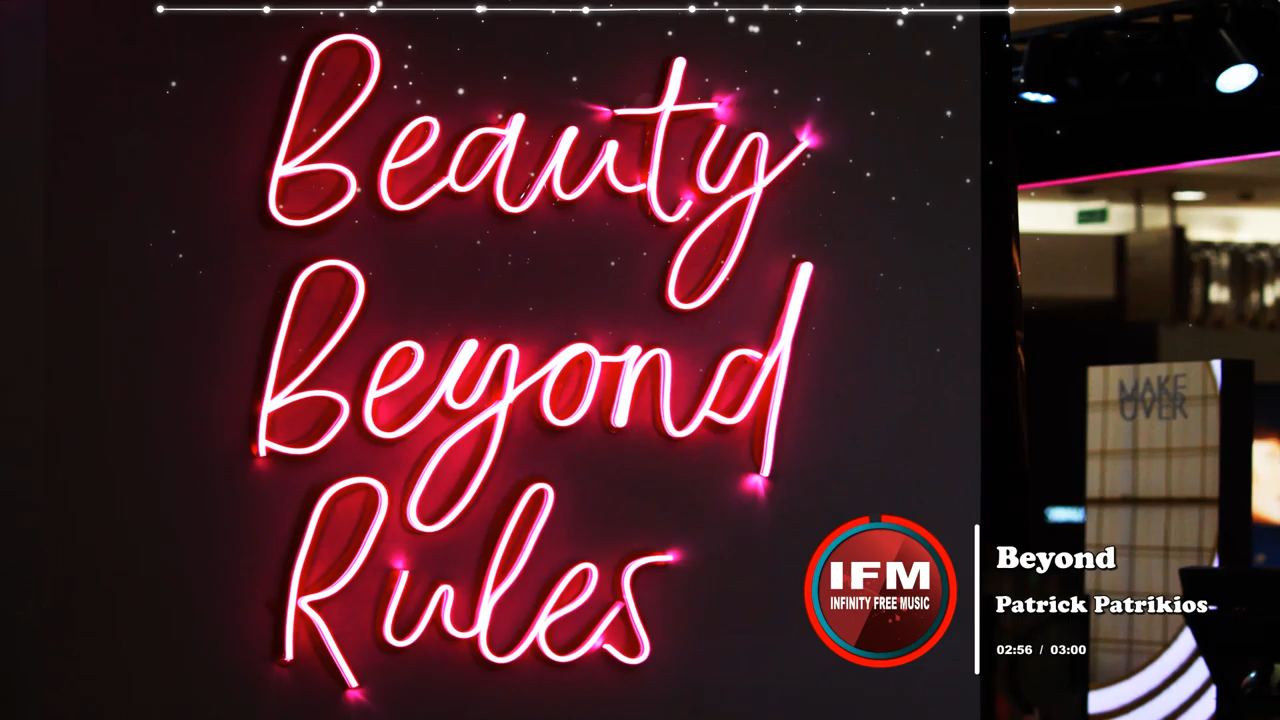 Beauty
Beyond
Rules
MAKE
OVER
IFM
INFINITY FREE MUSIC
Beyond
Patrick Patrikios
02:56 / 03:00